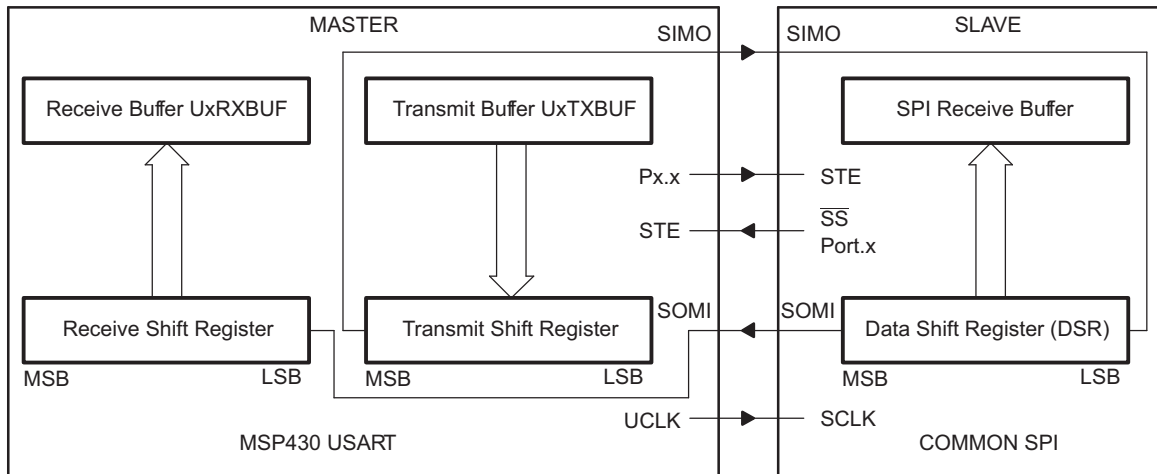 MASTER
SIMO
SIMO
SLAVE
Receive Buffer UxRXBUF
Transmit Buffer UxTXBUF
SPI Receive Buffer
Px.x
STE
STE
SS
Port.x
Receive Shift Register
Transmit Shift Register
SOMI
SOMI
Data Shift Register (DSR)
MSB
LSB
MSB
LSB
MSB
LSB
UCLK
SCLK
MSP430 USART
COMMON SPI